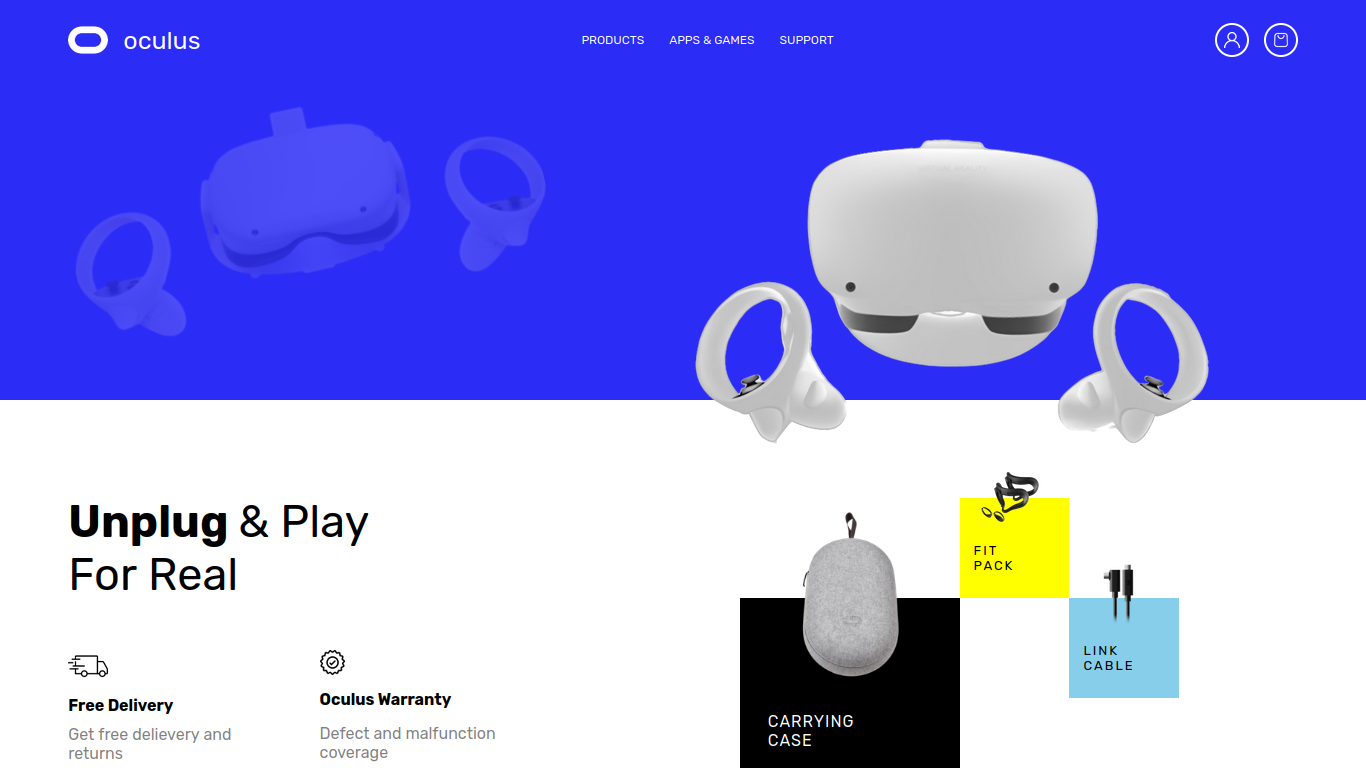 oculus
PRODUCTS APPS & GAMES SUPPORT
Unplug & Play
For Real
Free Delivery
Get free delievery and
returns
Oculus Warranty
Defect and malfunction
coverage
FIT
PACK
LINK
CABLE
CARRYING
CASE